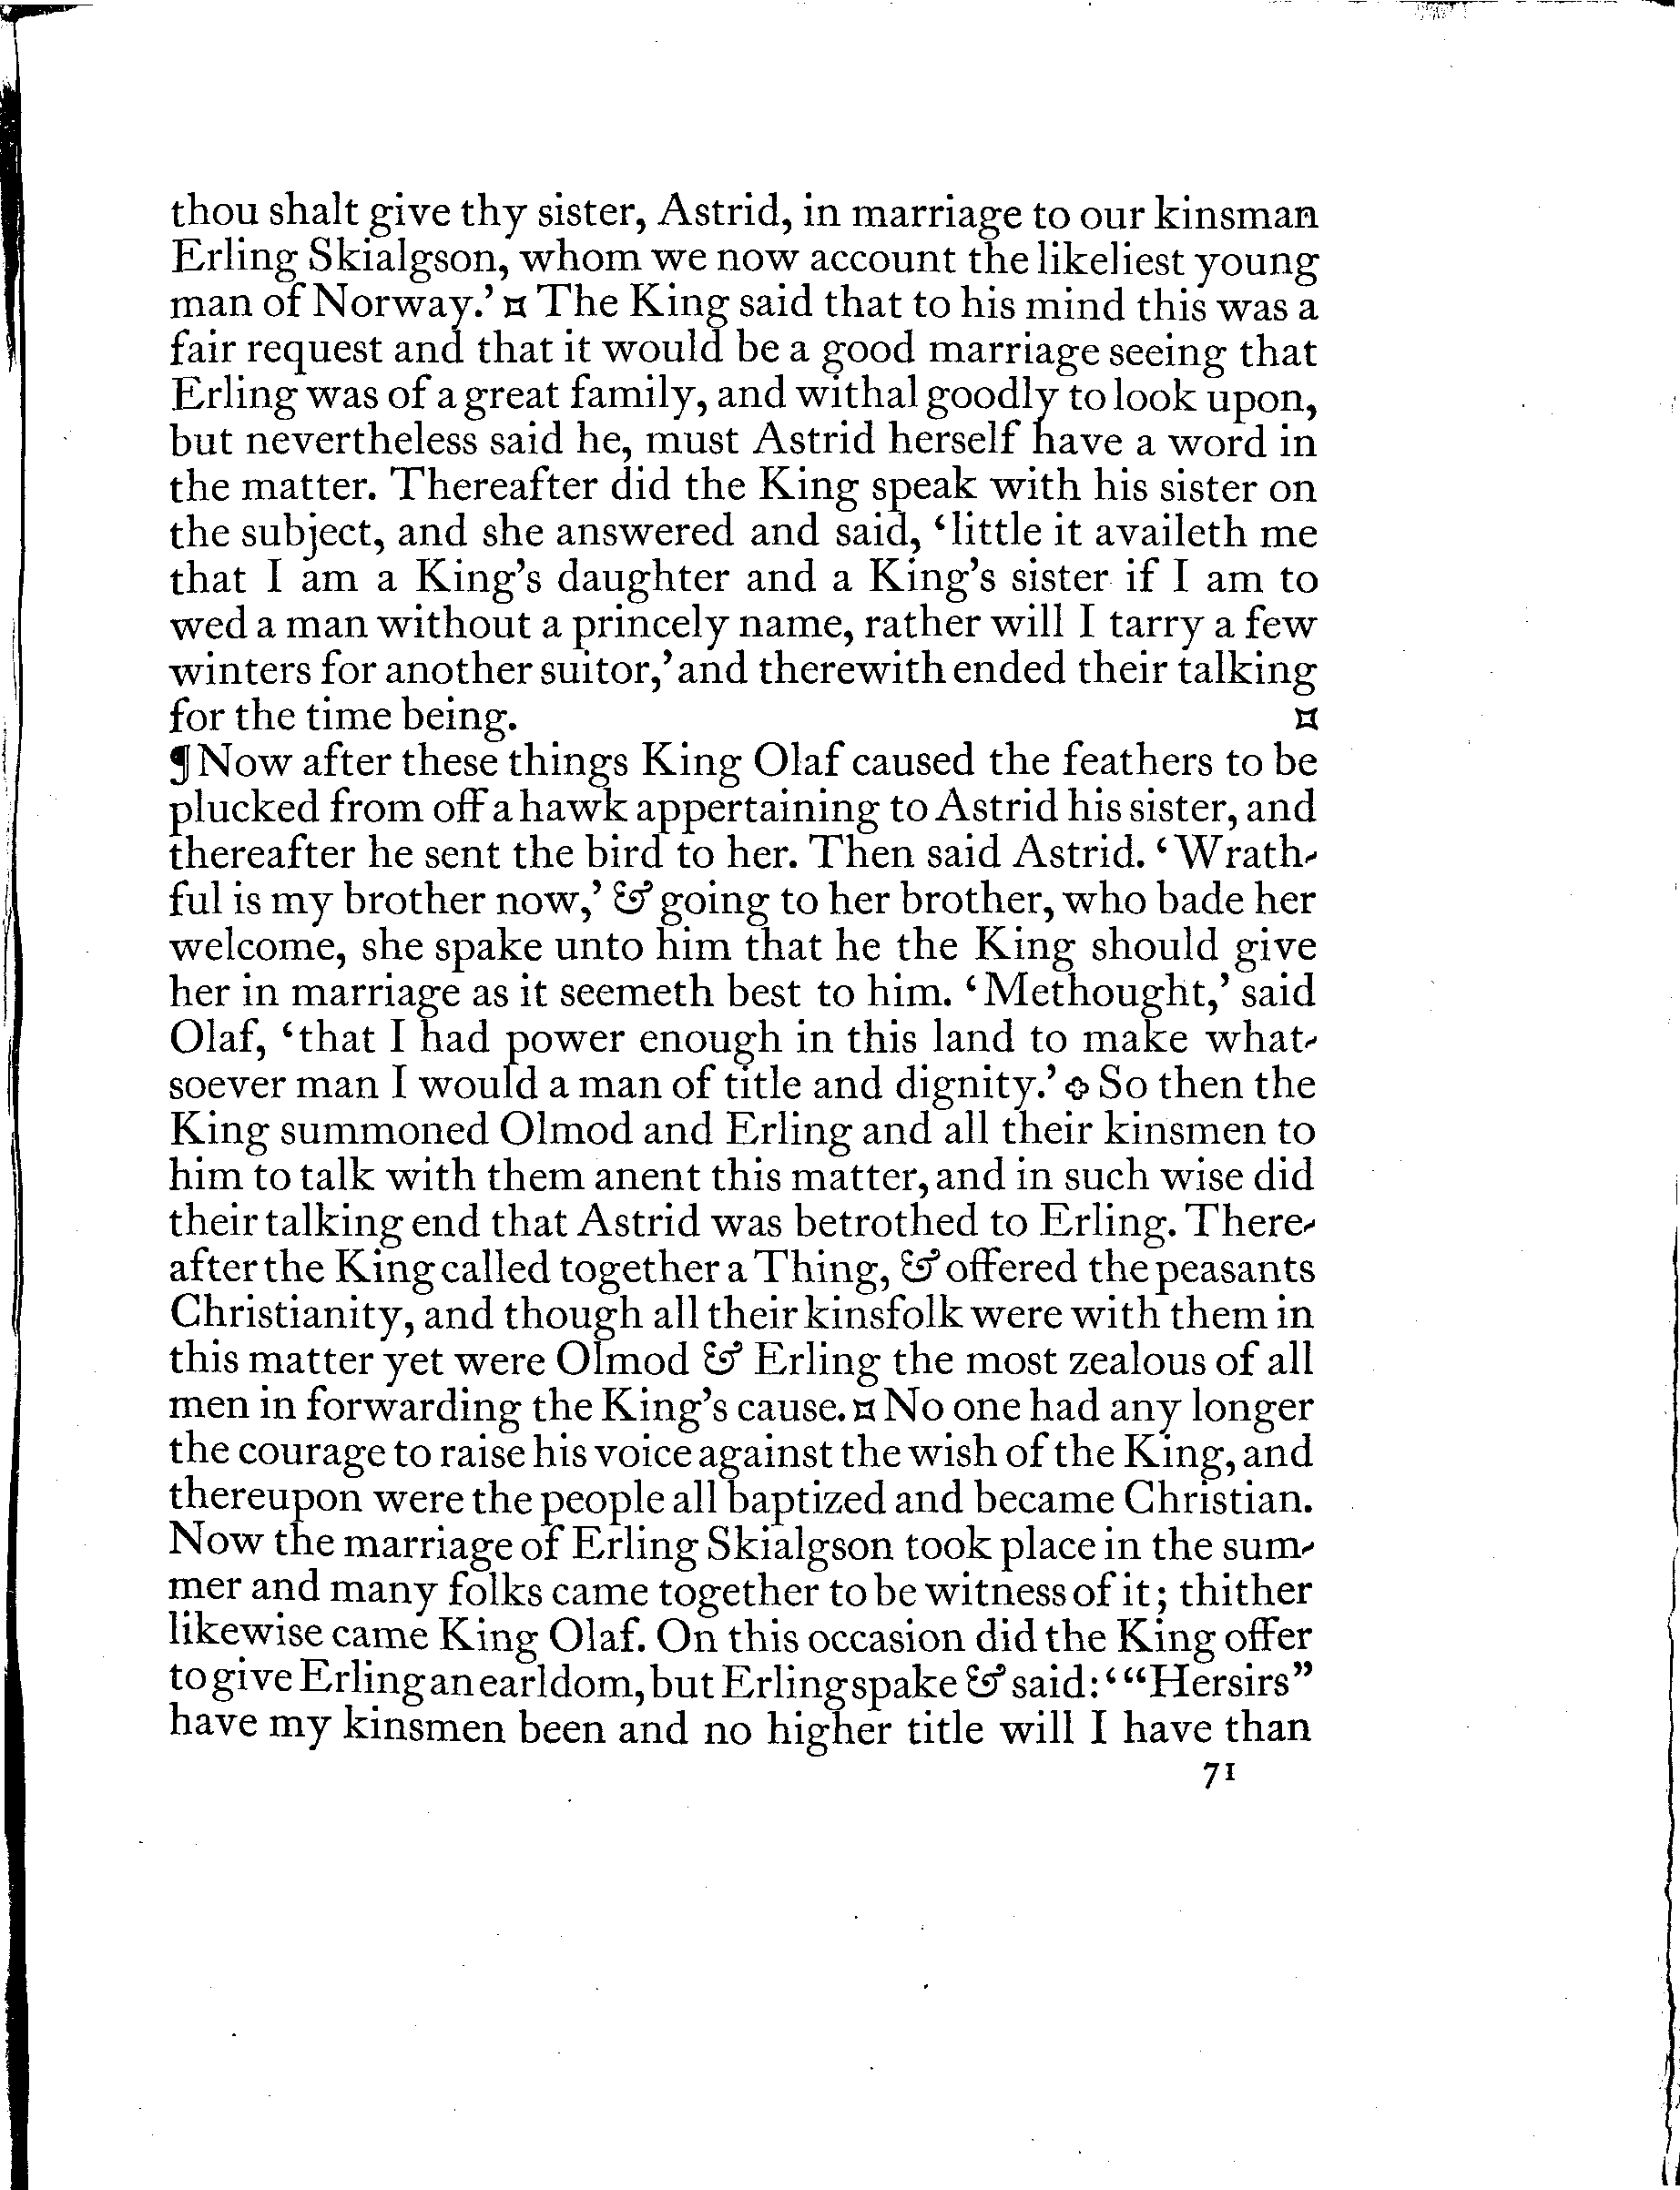 thou shalt give thy sister, Astrid, in marriage to our kinsman
Erling Skialgson, whom we now account the likeliest young
man of Norway.’ ¤ The King said that to his mind this was a
fair request and that it would be a good marriage seeing that
Erling was of a great family, and withal goodly to look upon,
but nevertheless said he, must Astrid herself have a word in
the matter. Thereafter did the King speak with his sister on
the subject, and she answered and said, ‘little it availeth me
that I am a King’s daughter and a King’s sister if I am to
wed a man without a princely name, rather will I tarry a few
winters for another suitor,’ and therewith ended their talking
for the time being. ¤
¶ Now after these things King Olaf caused the feathers to be
plucked from off a hawk appertaining to Astrid his sister, and
thereafter he sent the bird to her. Then said Astrid. ‘Wrath-
ful is my brother now,’ & going to her brother, who bade her
welcome, she spake unto him that he the King should give
her in marriage as it seemeth best to him. ‘Methought,’ said
Olaf, ‘that I had power enough in this land to make what-
soever man I would a man of title and dignity.’ ✤ So then the
King summoned Olmod and Erling and all their kinsmen to
him to talk with them anent this matter, and in such wise did
their talking end that Astrid was betrothed to Erling. There-
after the King called together a Thing, & offered the peasants
Christianity, and though all their kinsfolk were with them in
this matter yet were Olmod & Erling the most zealous of all
men in forwarding the King’s cause. ¤ No one had any longer
the courage to raise his voice against the wish of the King, and
thereupon were the people all baptized and became Christian.
Now the marriage of Erling Skialgson took place in the sum-
mer and many folks came together to be witness of it; thither
likewise came King Olaf. On this occasion did the King offer
to give Erling an earldom, but Erling spake & said: ‘“Hersirs”
have my kinsmen been and no higher title will I have than
71